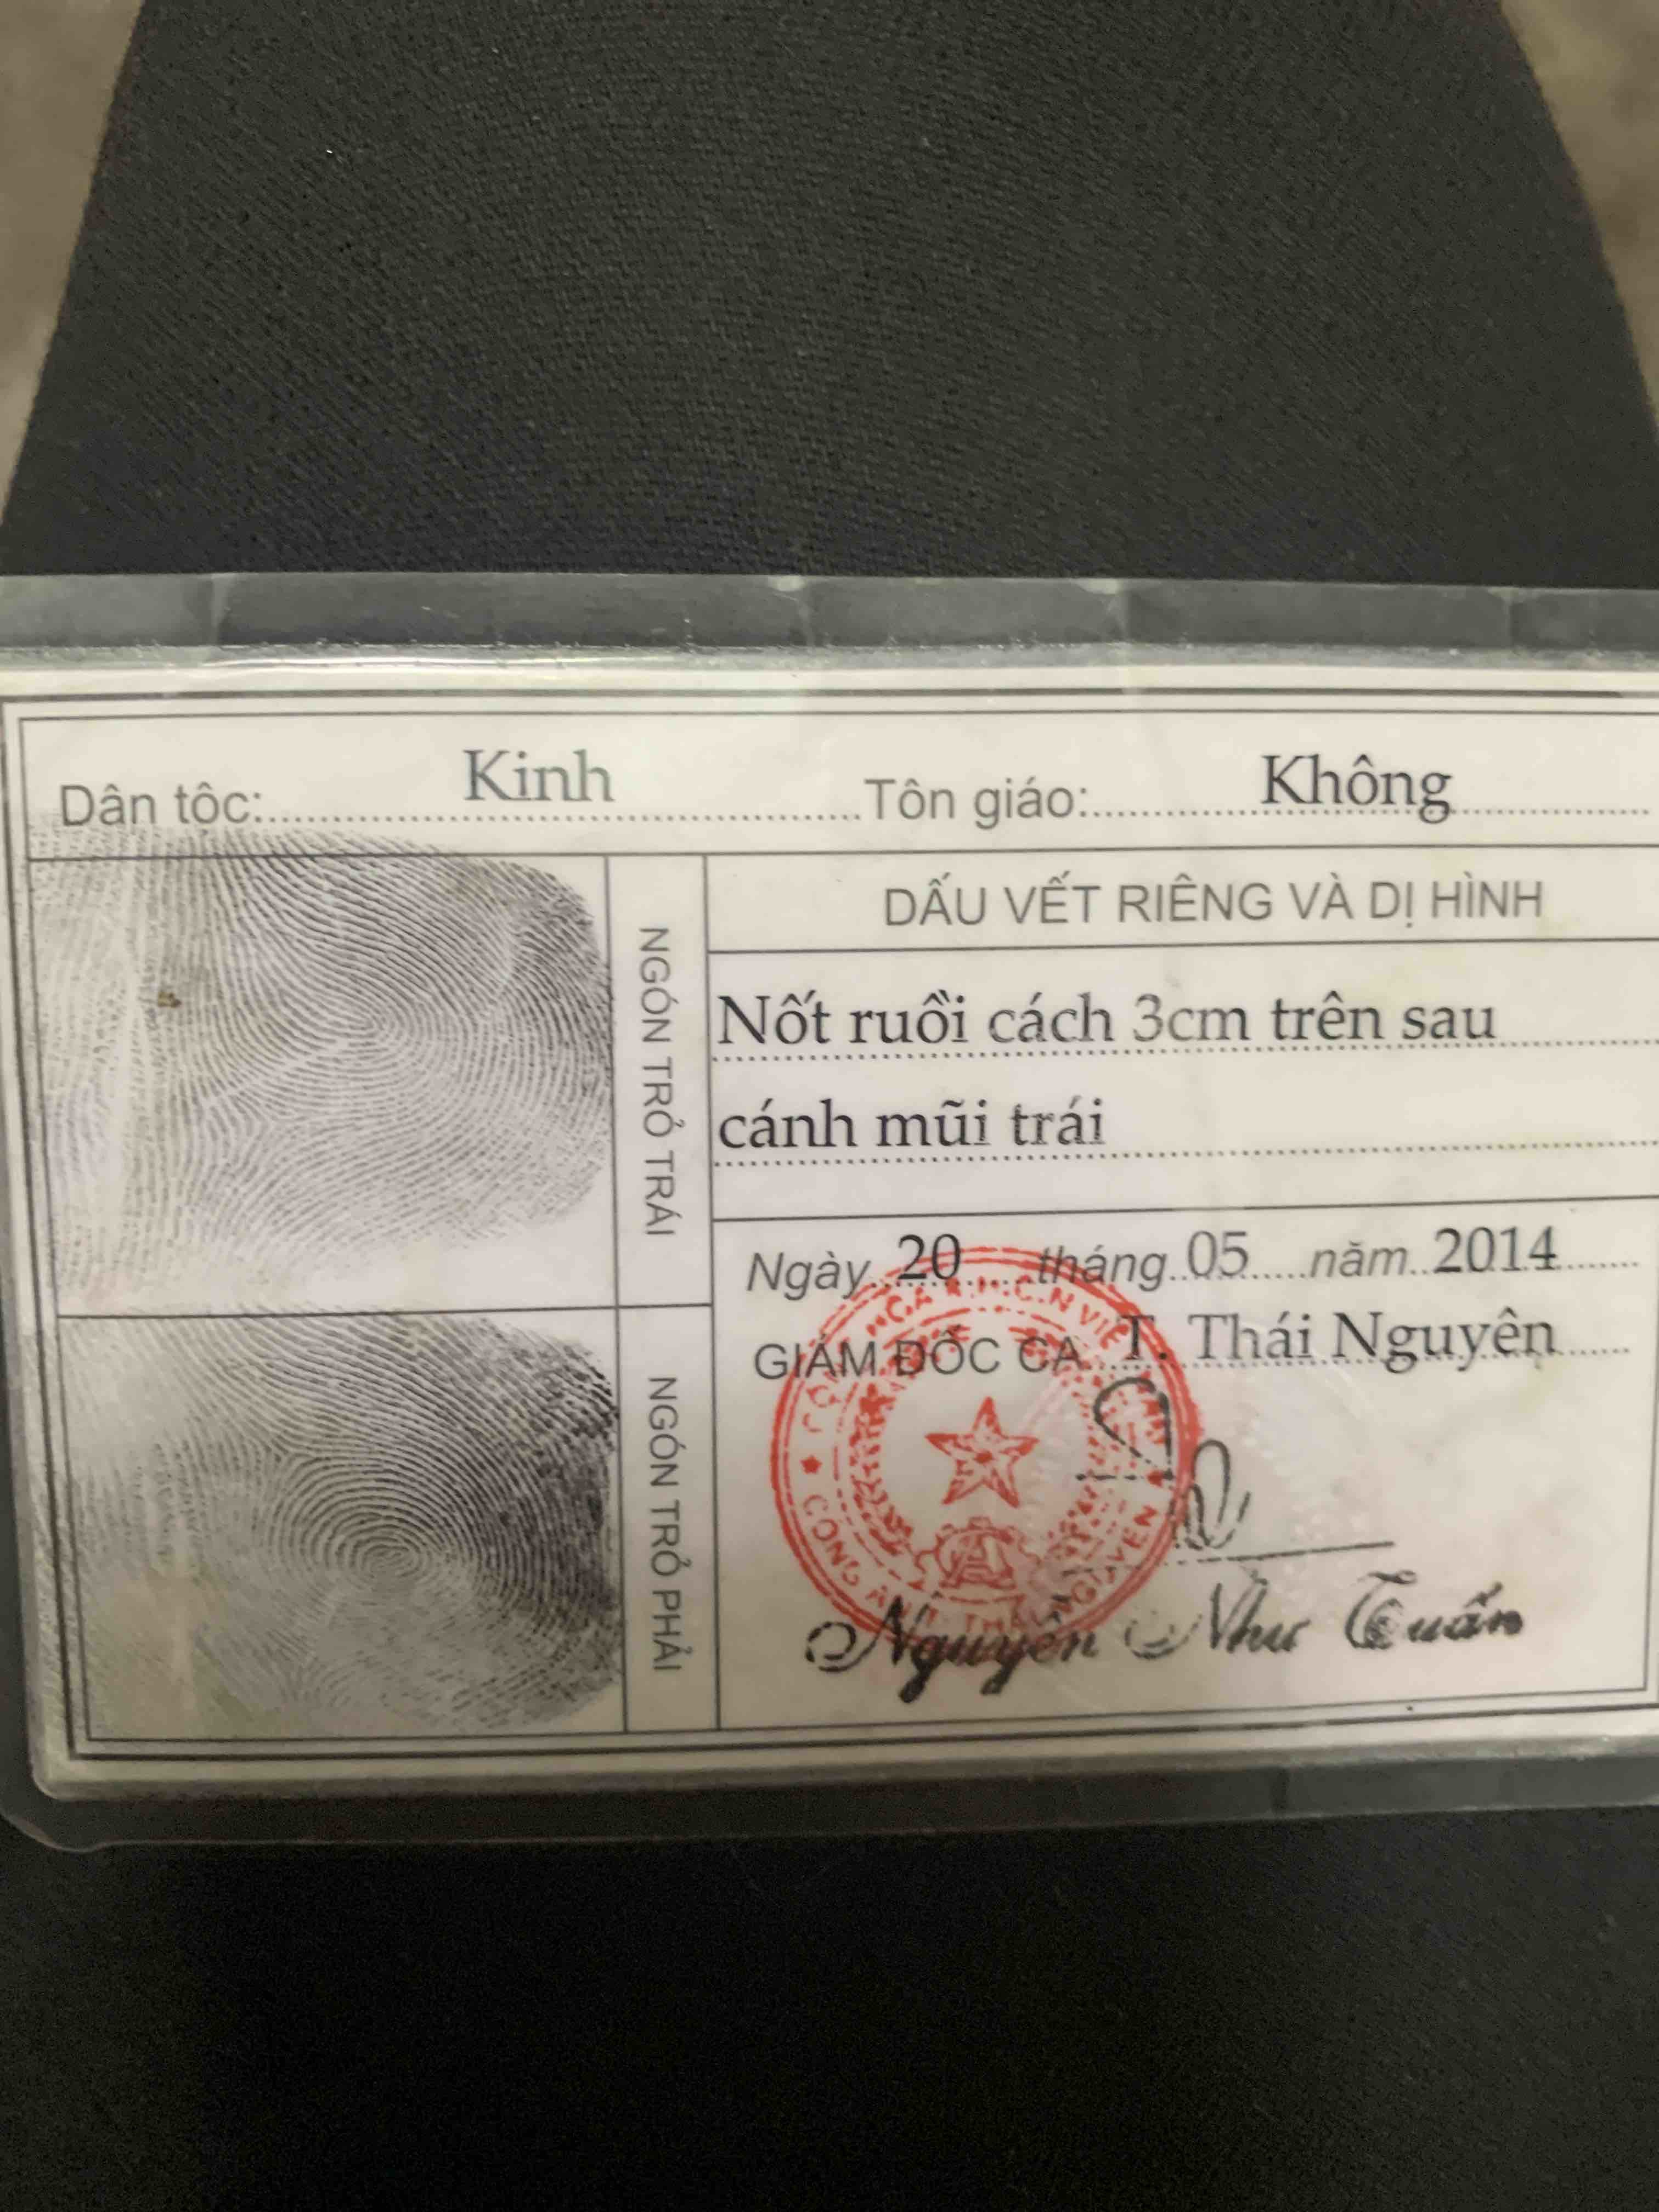 Dân tộc: Kinh Tôn giáo: Không
NGÓN TRỎ TRÁI
DẤU VẾT RIÊNG VÀ DỊ HÌNH
Nốt ruồi cách 3cm trên sau
cánh mũi trái
NGÓN TRỎ PHẢI
Ngày 20 tháng 05 năm 2014
GIÁM ĐỐC CA T. Thái Nguyên
Nguyễn Như Tuấn